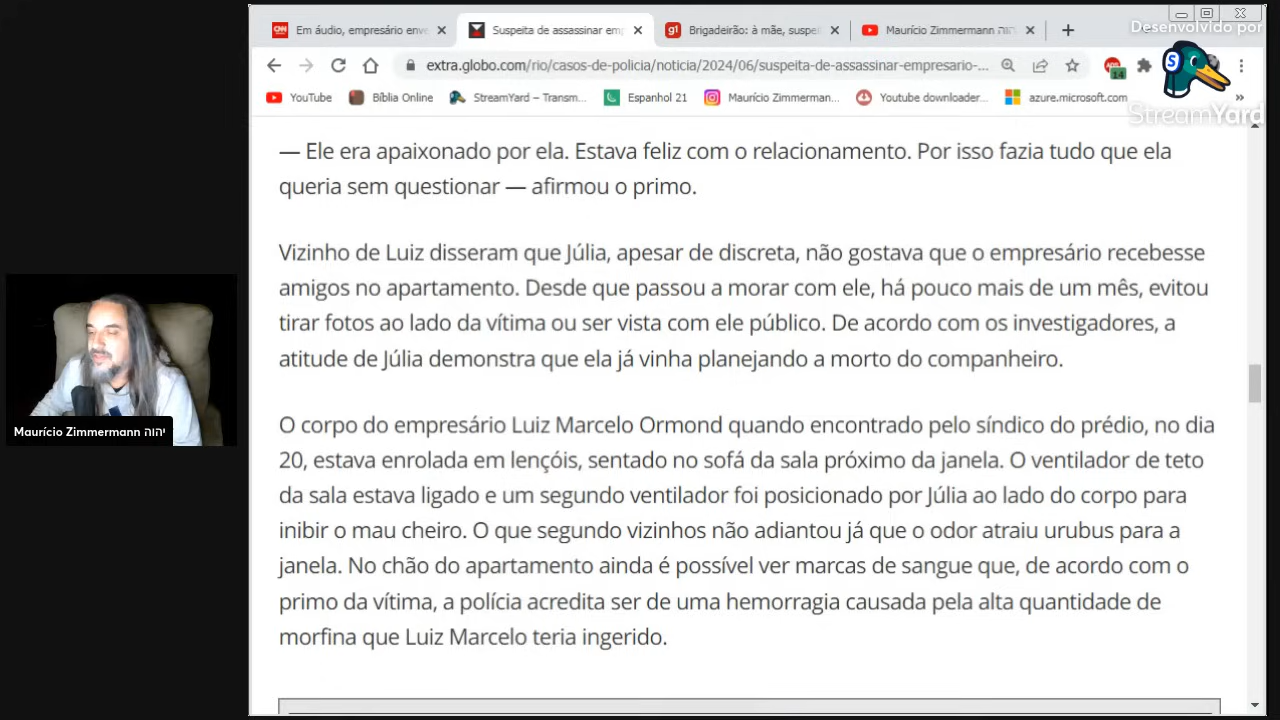 Em áudio, empresário env
Suspeita de assassinar em
Brigadeirão: à mãe, suspe
Maurício Zimmermann יהוה
Desenvolvido por
extra.globo.com/rio/casos-de-policia/noticia/2024/06/suspeita-de-assassinar-empresario-...
14
S
YouTube
Bíblia Online
StreamYard – Transm...
Espanhol 21
Maurício Zimmerman...
Youtube downloader...
azure.microsoft.com
»
StreamYard
— Ele era apaixonado por ela. Estava feliz com o relacionamento. Por isso fazia tudo que ela
queria sem questionar — afirmou o primo.
Vizinho de Luiz disseram que Júlia, apesar de discreta, não gostava que o empresário recebesse
amigos no apartamento. Desde que passou a morar com ele, há pouco mais de um mês, evitou
tirar fotos ao lado da vítima ou ser vista com ele público. De acordo com os investigadores, a
atitude de Júlia demonstra que ela já vinha planejando a morto do companheiro.
O corpo do empresário Luiz Marcelo Ormond quando encontrado pelo síndico do prédio, no dia
20, estava enrolada em lençóis, sentado no sofá da sala próximo da janela. O ventilador de teto
da sala estava ligado e um segundo ventilador foi posicionado por Júlia ao lado do corpo para
inibir o mau cheiro. O que segundo vizinhos não adiantou já que o odor atraiu urubus para a
janela. No chão do apartamento ainda é possível ver marcas de sangue que, de acordo com o
primo da vítima, a polícia acredita ser de uma hemorragia causada pela alta quantidade de
morfina que Luiz Marcelo teria ingerido.
Maurício Zimmermann יהוה